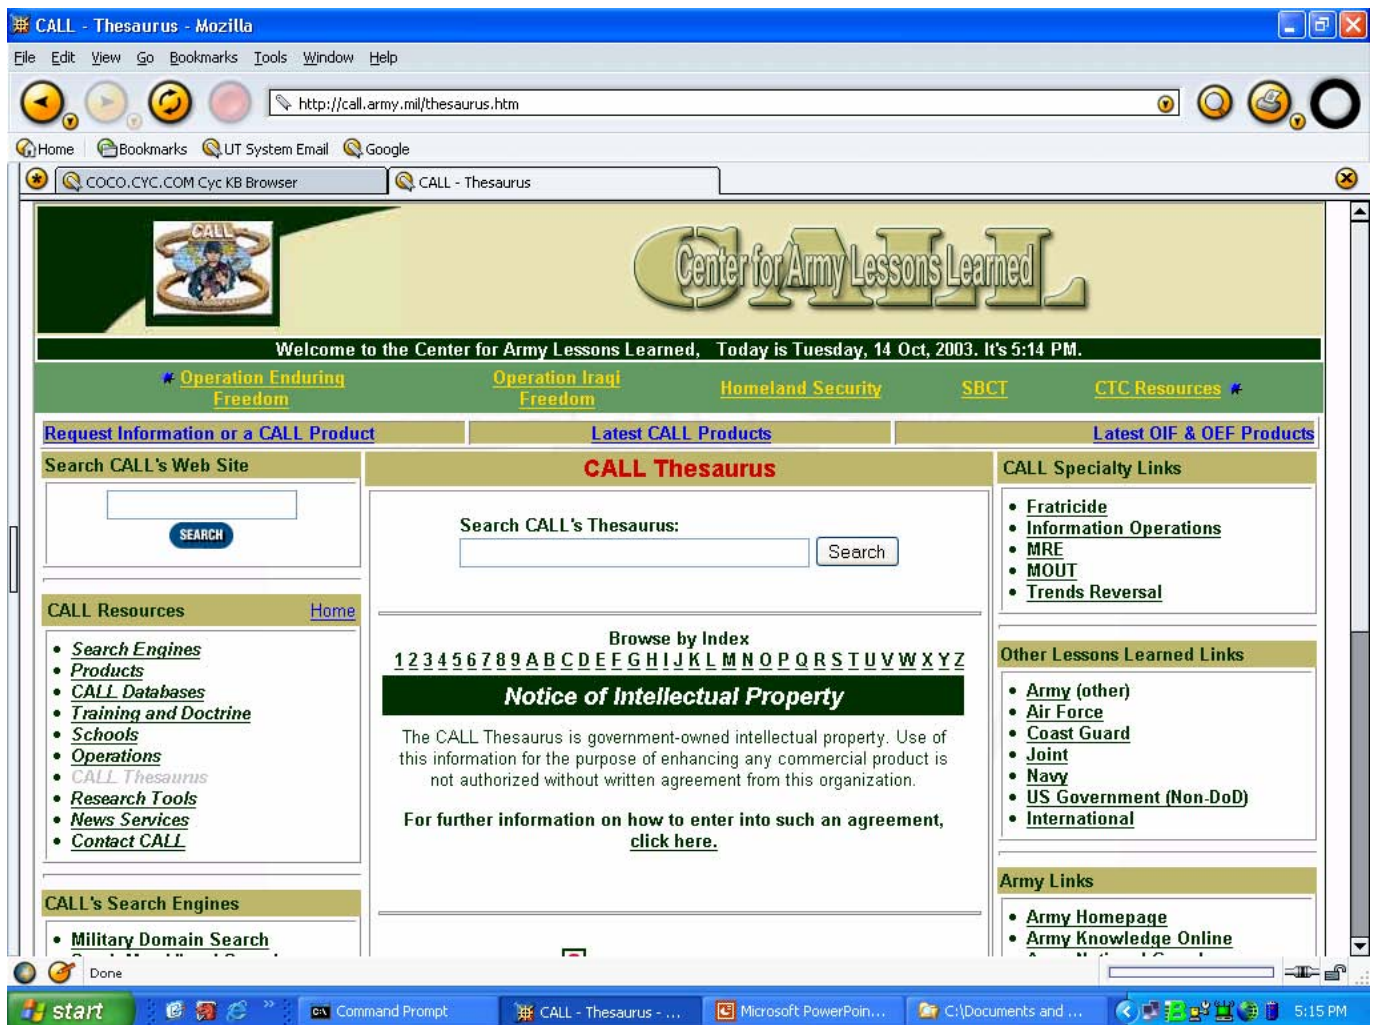 CALL - Thesaurus - Mozilla
File Edit View Go Bookmarks Tools Window Help
http://call.army.mil/thesaurus.htm
Home Bookmarks UT System Email Google
COCO.CYC.COM Cyc KB Browser
CALL - Thesaurus
CALL
Center for Army Lessons Learned
CALL
Welcome to the Center for Army Lessons Learned, Today is Tuesday, 14 Oct, 2003. It's 5:14 PM.
Operation Enduring
Freedom
Operation Iraqi
Freedom
Homeland Security
SBCT
CTC Resources
Request Information or a CALL Product
Latest CALL Products
Latest OIF & OEF Products
Search CALL's Web Site
SEARCH
CALL Resources Home
Search Engines
Products
CALL Databases
Training and Doctrine
Schools
Operations
CALL Thesaurus
Research Tools
News Services
Contact CALL
CALL's Search Engines
Military Domain Search
CALL Thesaurus
Search CALL's Thesaurus:
Search
Browse by Index
1 2 3 4 5 6 7 8 9 A B C D E F G H I J K L M N O P Q R S T U V W X Y Z
Notice of Intellectual Property
The CALL Thesaurus is government-owned intellectual property. Use of
this information for the purpose of enhancing any commercial product is
not authorized without written agreement from this organization.
For further information on how to enter into such an agreement,
click here.
CALL Specialty Links
Fratricide
Information Operations
MRE
MOUT
Trends Reversal
Other Lessons Learned Links
Army (other)
Air Force
Coast Guard
Joint
Navy
US Government (Non-DoD)
International
Army Links
Army Homepage
Army Knowledge Online
Done
start
Command Prompt
CALL - Thesaurus - ...
Microsoft PowerPoin...
C:\Documents and ...
5:15 PM